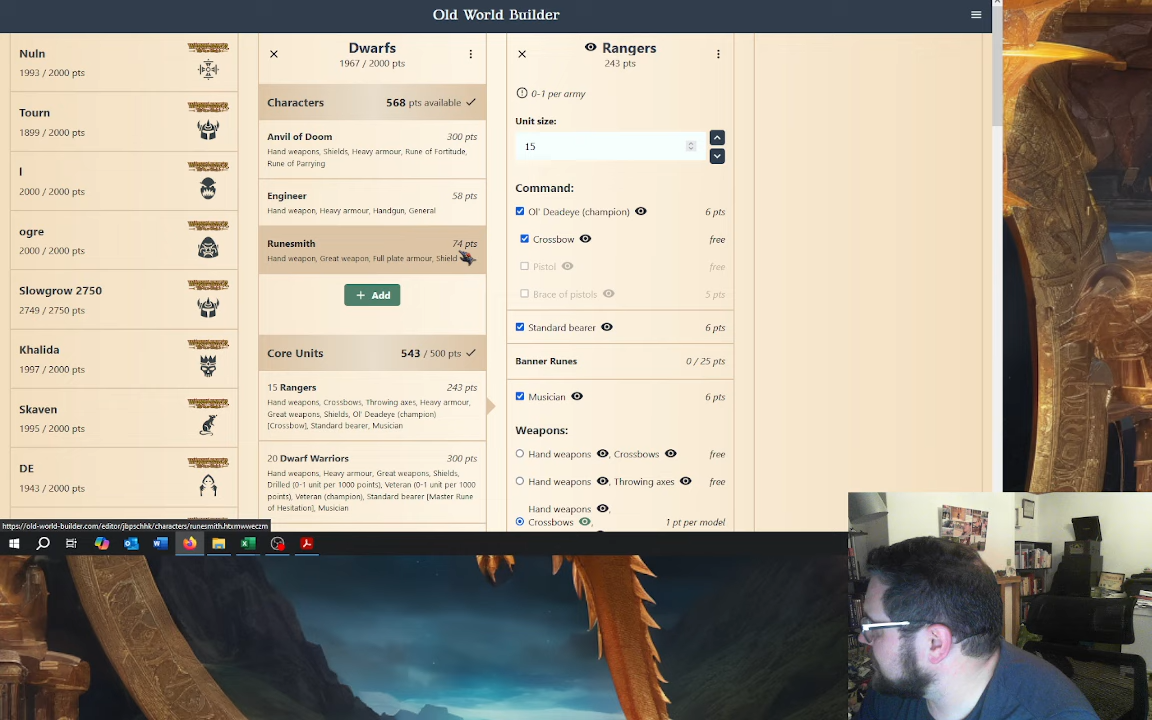 Old World Builder
Nuln
1993 / 2000 pts
Tourn
1899 / 2000 pts
I
2000 / 2000 pts
ogre
2000 / 2000 pts
Slowgrow 2750
2749 / 2750 pts
Khalida
1997 / 2000 pts
Skaven
1995 / 2000 pts
DE
1943 / 2000 pts
Dwarfs
1967 / 2000 pts
Characters 568 pts available
Anvil of Doom 300 pts
Hand weapons, Shields, Heavy armour, Rune of Fortitude,
Rune of Parrying
Engineer 58 pts
Hand weapon, Heavy armour, Handgun, General
Runesmith 74 pts
Hand weapon, Great weapon, Full plate armour, Shield
+ Add
Core Units 543 / 500 pts
15 Rangers 243 pts
Hand weapons, Crossbows, Throwing axes, Heavy armour,
Great weapons, Shields, Ol' Deadeye (champion)
[Crossbow], Standard bearer, Musician
20 Dwarf Warriors 300 pts
Hand weapons, Heavy armour, Great weapons, Shields,
Drilled (0-1 unit per 1000 points), Veteran (0-1 unit per 1000
points), Veteran (champion), Standard bearer [Master Rune
of Hesitation], Musician
Rangers
243 pts
0-1 per army
Unit size:
15
Command:
Ol' Deadeye (champion) 6 pts
Crossbow free
Pistol free
Brace of pistols 5 pts
Standard bearer 6 pts
Banner Runes 0 / 25 pts
Musician 6 pts
Weapons:
Hand weapons , Crossbows free
Hand weapons , Throwing axes free
Hand weapons ,
Crossbows , 1 pt per model
https://old-world-builder.com/editor/jbpschhk/characters/runesmith.htxmwweczm